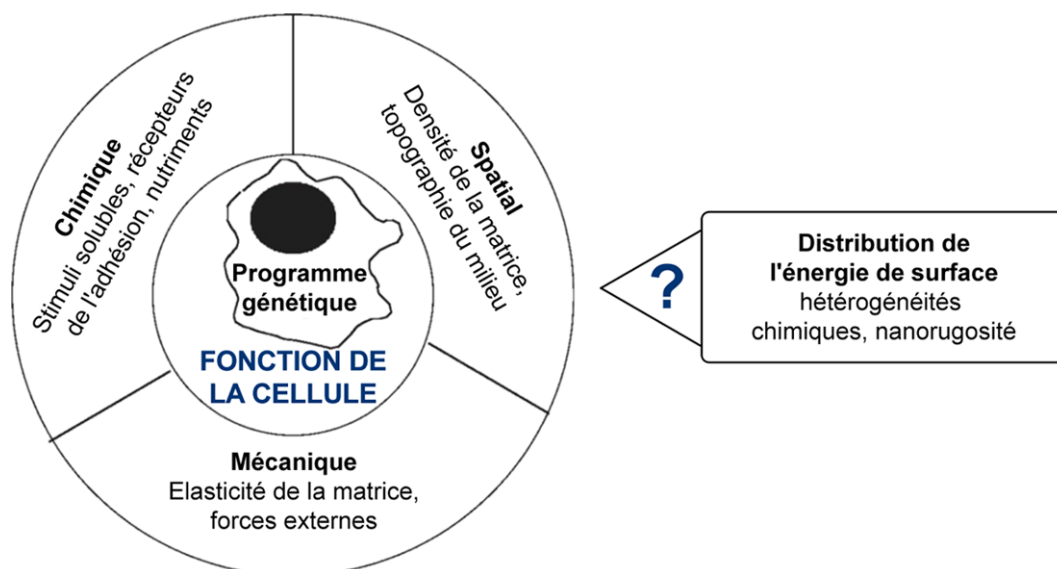 Chimique
Stimuli solubles, récepteurs
de l'adhésion, nutriments
Spatial
Densité de la matrice,
topographie du milieu
Programme
génétique
FONCTION DE
LA CELLULE
Mécanique
Elasticité de la matrice,
forces externes
?
Distribution de
l'énergie de surface
hétérogénéités
chimiques, nanorugosité